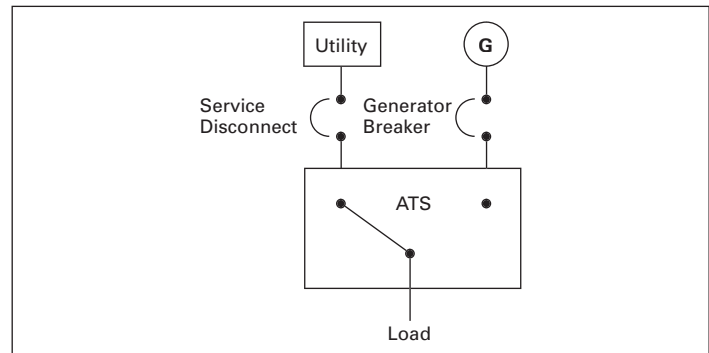 Utility
G
Service
Disconnect
Generator
Breaker
ATS
Load